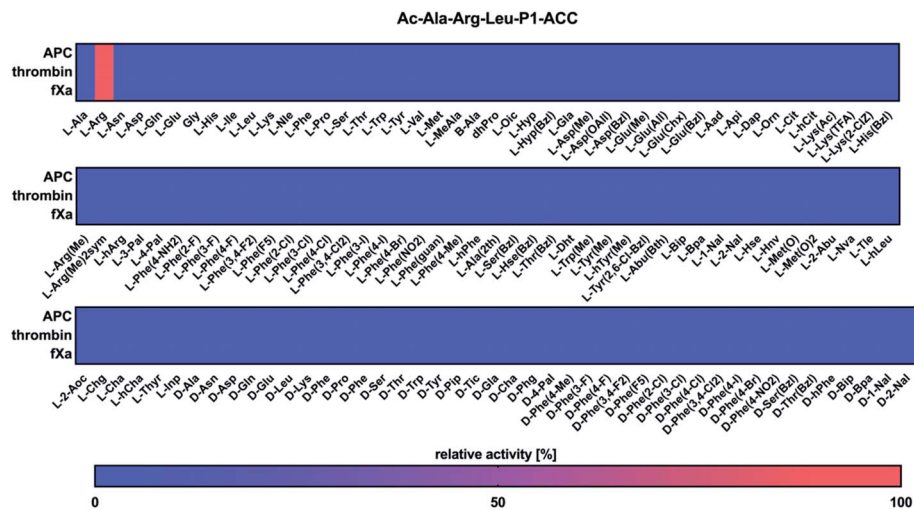 Ac-Ala-Arg-Leu-P1-ACC
APC
thrombin
fXa
L-Ala
L-Arg
L-Asn
L-Asp
L-Gln
L-Glu
Gly
L-His
L-Ile
L-Leu
L-Lys
L-Nle
L-Phe
L-Pro
L-Ser
L-Thr
L-Trp
L-Tyr
L-Val
L-Met
L-MeAla
B-Ala
dhPro
L-Oic
L-Hyp
L-Hyp(Bzl)
L-Gla
L-Asp(Me)
L-Asp(OAll)
L-Asp(Bzl)
L-Glu(Me)
L-Glu(All)
L-Glu(Chx)
L-Glu(Bzl)
L-Aad
L-Api
L-Dap
L-Orn
L-Cit
L-hCit
L-Lys(Ac)
L-Lys(TFA)
L-Lys(2-ClZ)
L-His(Bzl)
APC
thrombin
fXa
L-Arg(Me)
L-Arg(Me)2sym
L-hArg
L-3-Pal
L-4-Pal
L-Phe(4-NH2)
L-Phe(2-F)
L-Phe(3-F)
L-Phe(4-F)
L-Phe(3,4-F2)
L-Phe(F5)
L-Phe(2-Cl)
L-Phe(3-Cl)
L-Phe(4-Cl)
L-Phe(3,4-Cl2)
L-Phe(3-I)
L-Phe(4-I)
L-Phe(4-Br)
L-Phe(NO2)
L-Phe(guan)
L-Phe(4-Me)
L-hPhe
L-Ala(2th)
L-Ser(Bzl)
L-Hse(Bzl)
L-Thr(Bzl)
L-Dht
L-Trp(Me)
L-Tyr(Me)
L-hTyr(Me)
L-Tyr(2,6-Cl-Bzl)
L-Abu(Bth)
L-Bip
L-Bpa
L-1-Nal
L-2-Nal
L-Hse
L-Hnv
L-Met(O)
L-Met(O)2
L-2-Abu
L-Nva
L-Tle
L-hLeu
APC
thrombin
fXa
L-2-Aoc
L-Chg
L-Cha
L-hCha
L-Thyr
L-Inp
D-Ala
D-Asn
D-Asp
D-Gln
D-Glu
D-Leu
D-Lys
D-Phe
D-Pro
D-Phe
D-Ser
D-Thr
D-Trp
D-Tyr
D-Pip
D-Tic
D-Gla
D-Cha
D-Phg
D-4-Pal
D-Phe(4-Me)
D-Phe(3-F)
D-Phe(4-F)
D-Phe(3,4-F2)
D-Phe(F5)
D-Phe(2-Cl)
D-Phe(3-Cl)
D-Phe(4-Cl)
D-Phe(3,4-Cl2)
D-Phe(4-I)
D-Phe(4-Br)
D-Phe(4-NO2)
D-Ser(Bzl)
D-Thr(Bzl)
D-hPhe
D-Bip
D-Bpa
D-1-Nal
D-2-Nal
relative activity [%]
0
50
100